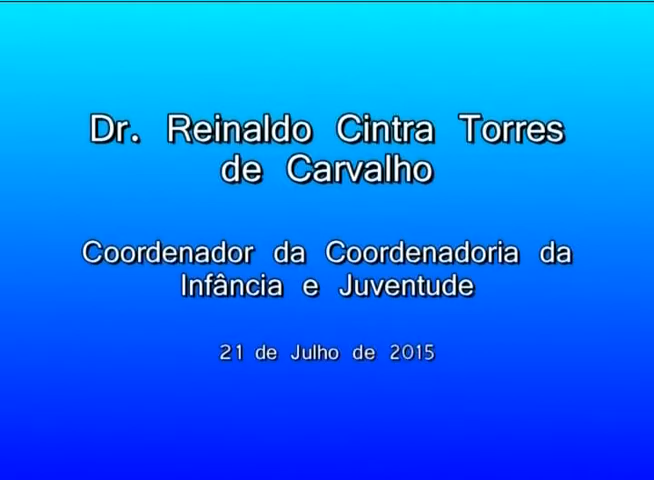 Dr. Reinaldo Cintra Torres
de Carvalho
Coordenador da Coordenadoria da
Infância e Juventude
21 de Julho de 2015